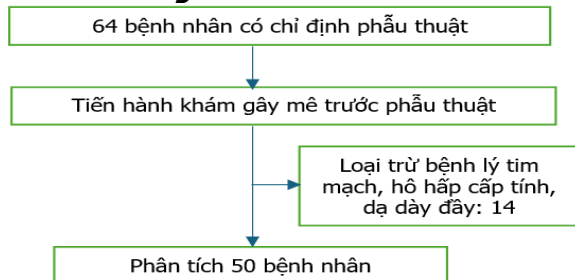 64 bệnh nhân có chỉ định phẫu thuật
Tiến hành khám gây mê trước phẫu thuật
Loại trừ bệnh lý tim
mạch, hô hấp cấp tính,
dạ dày đầy: 14
Phân tích 50 bệnh nhân